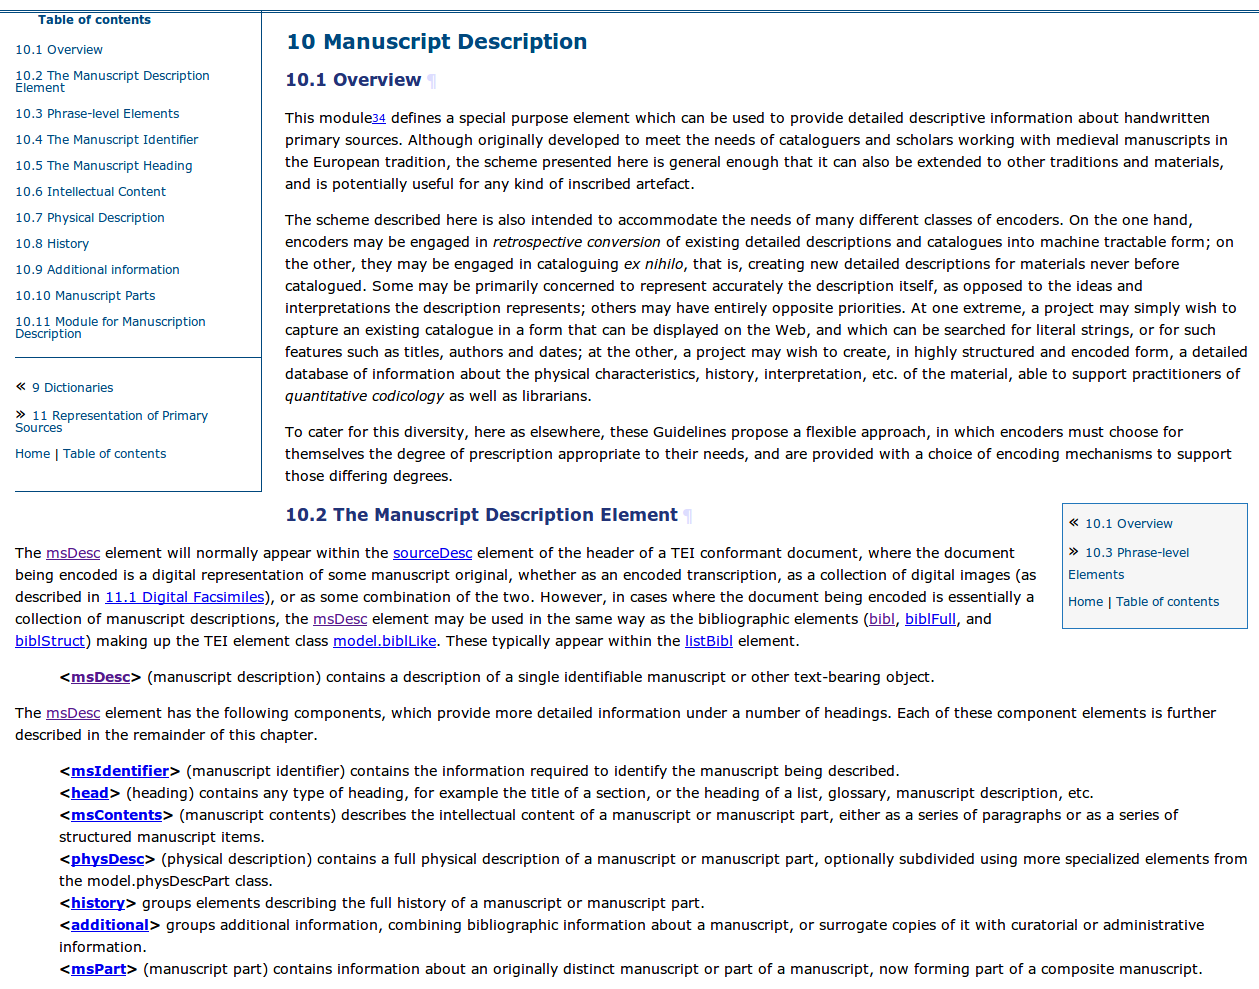 Table of contents
10.1 Overview
10.2 The Manuscript Description
Element
10.3 Phrase-level Elements
10.4 The Manuscript Identifier
10.5 The Manuscript Heading
10.6 Intellectual Content
10.7 Physical Description
10.8 History
10.9 Additional information
10.10 Manuscript Parts
10.11 Module for Manuscription
Description
« 9 Dictionaries
» 11 Representation of Primary
Sources
Home | Table of contents
10 Manuscript Description
10.1 Overview ¶
This module34 defines a special purpose element which can be used to provide detailed descriptive information about handwritten
primary sources. Although originally developed to meet the needs of cataloguers and scholars working with medieval manuscripts in
the European tradition, the scheme presented here is general enough that it can also be extended to other traditions and materials,
and is potentially useful for any kind of inscribed artefact.
The scheme described here is also intended to accommodate the needs of many different classes of encoders. On the one hand,
encoders may be engaged in retrospective conversion of existing detailed descriptions and catalogues into machine tractable form; on
the other, they may be engaged in cataloguing ex nihilo, that is, creating new detailed descriptions for materials never before
catalogued. Some may be primarily concerned to represent accurately the description itself, as opposed to the ideas and
interpretations the description represents; others may have entirely opposite priorities. At one extreme, a project may simply wish to
capture an existing catalogue in a form that can be displayed on the Web, and which can be searched for literal strings, or for such
features such as titles, authors and dates; at the other, a project may wish to create, in highly structured and encoded form, a detailed
database of information about the physical characteristics, history, interpretation, etc. of the material, able to support practitioners of
quantitative codicology as well as librarians.
To cater for this diversity, here as elsewhere, these Guidelines propose a flexible approach, in which encoders must choose for
themselves the degree of prescription appropriate to their needs, and are provided with a choice of encoding mechanisms to support
those differing degrees.
10.2 The Manuscript Description Element ¶
« 10.1 Overview
» 10.3 Phrase-level
Elements
Home | Table of contents
The msDesc element will normally appear within the sourceDesc element of the header of a TEI conformant document, where the document
being encoded is a digital representation of some manuscript original, whether as an encoded transcription, as a collection of digital images (as
described in 11.1 Digital Facsimiles), or as some combination of the two. However, in cases where the document being encoded is essentially a
collection of manuscript descriptions, the msDesc element may be used in the same way as the bibliographic elements (bibl, biblFull, and
biblStruct) making up the TEI element class model.biblLike. These typically appear within the listBibl element.
<msDesc> (manuscript description) contains a description of a single identifiable manuscript or other text-bearing object.
The msDesc element has the following components, which provide more detailed information under a number of headings. Each of these component elements is further
described in the remainder of this chapter.
<msIdentifier> (manuscript identifier) contains the information required to identify the manuscript being described.
<head> (heading) contains any type of heading, for example the title of a section, or the heading of a list, glossary, manuscript description, etc.
<msContents> (manuscript contents) describes the intellectual content of a manuscript or manuscript part, either as a series of paragraphs or as a series of
structured manuscript items.
<physDesc> (physical description) contains a full physical description of a manuscript or manuscript part, optionally subdivided using more specialized elements from
the model.physDescPart class.
<history> groups elements describing the full history of a manuscript or manuscript part.
<additional> groups additional information, combining bibliographic information about a manuscript, or surrogate copies of it with curatorial or administrative
information.
<msPart> (manuscript part) contains information about an originally distinct manuscript or part of a manuscript, now forming part of a composite manuscript.